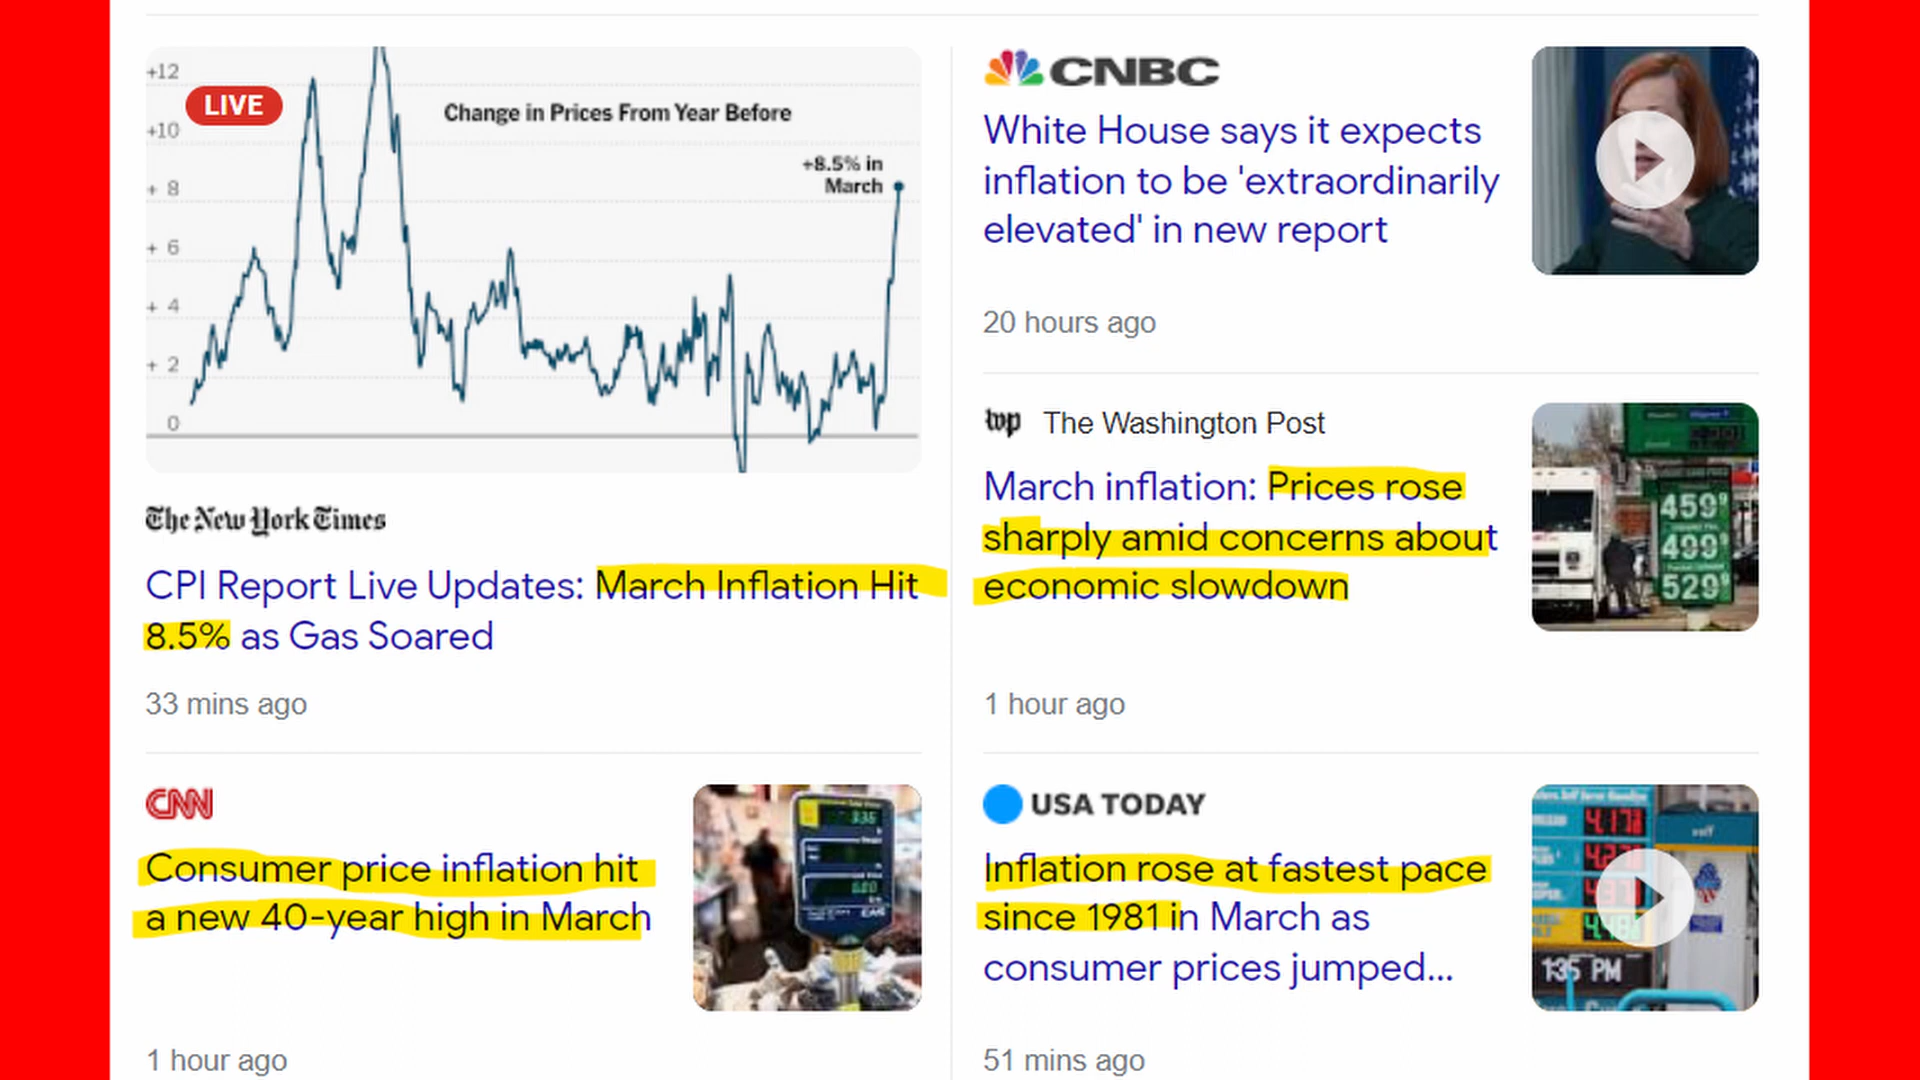 +12
LIVE
+10
+ 8
+ 6
+ 4
+ 2
0
Change in Prices From Year Before
+8.5% in
March
The New York Times
CPI Report Live Updates: March Inflation Hit
8.5% as Gas Soared
33 mins ago
CNN
Consumer price inflation hit
a new 40-year high in March
1 hour ago
CNBC
White House says it expects
inflation to be 'extraordinarily
elevated' in new report
20 hours ago
wp The Washington Post
March inflation: Prices rose
sharply amid concerns about
economic slowdown
459⁹
499⁹
529⁹
1 hour ago
USA TODAY
Inflation rose at fastest pace
since 1981 in March as
consumer prices jumped...
1:35 PM
51 mins ago